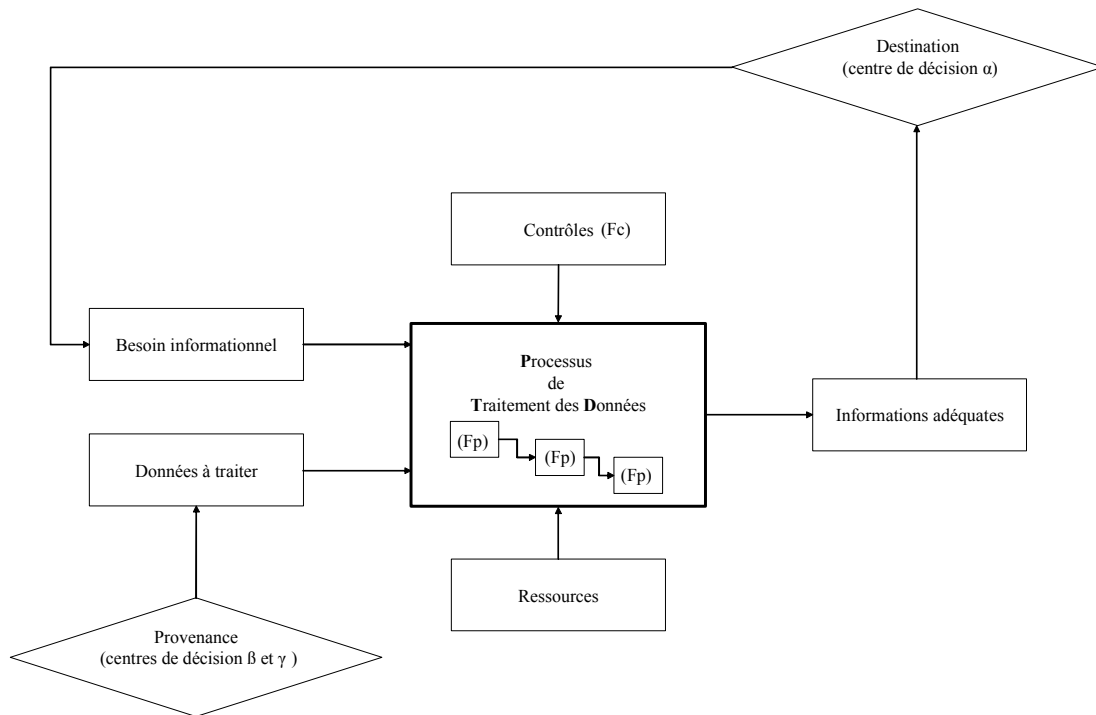 Destination
(centre de décision α)
Contrôles (Fc)
Besoin informationnel
Processus
de
Traitement des Données
(Fp)
(Fp)
(Fp)
Informations adéquates
Données à traiter
Ressources
Provenance
(centres de décision ß et γ )